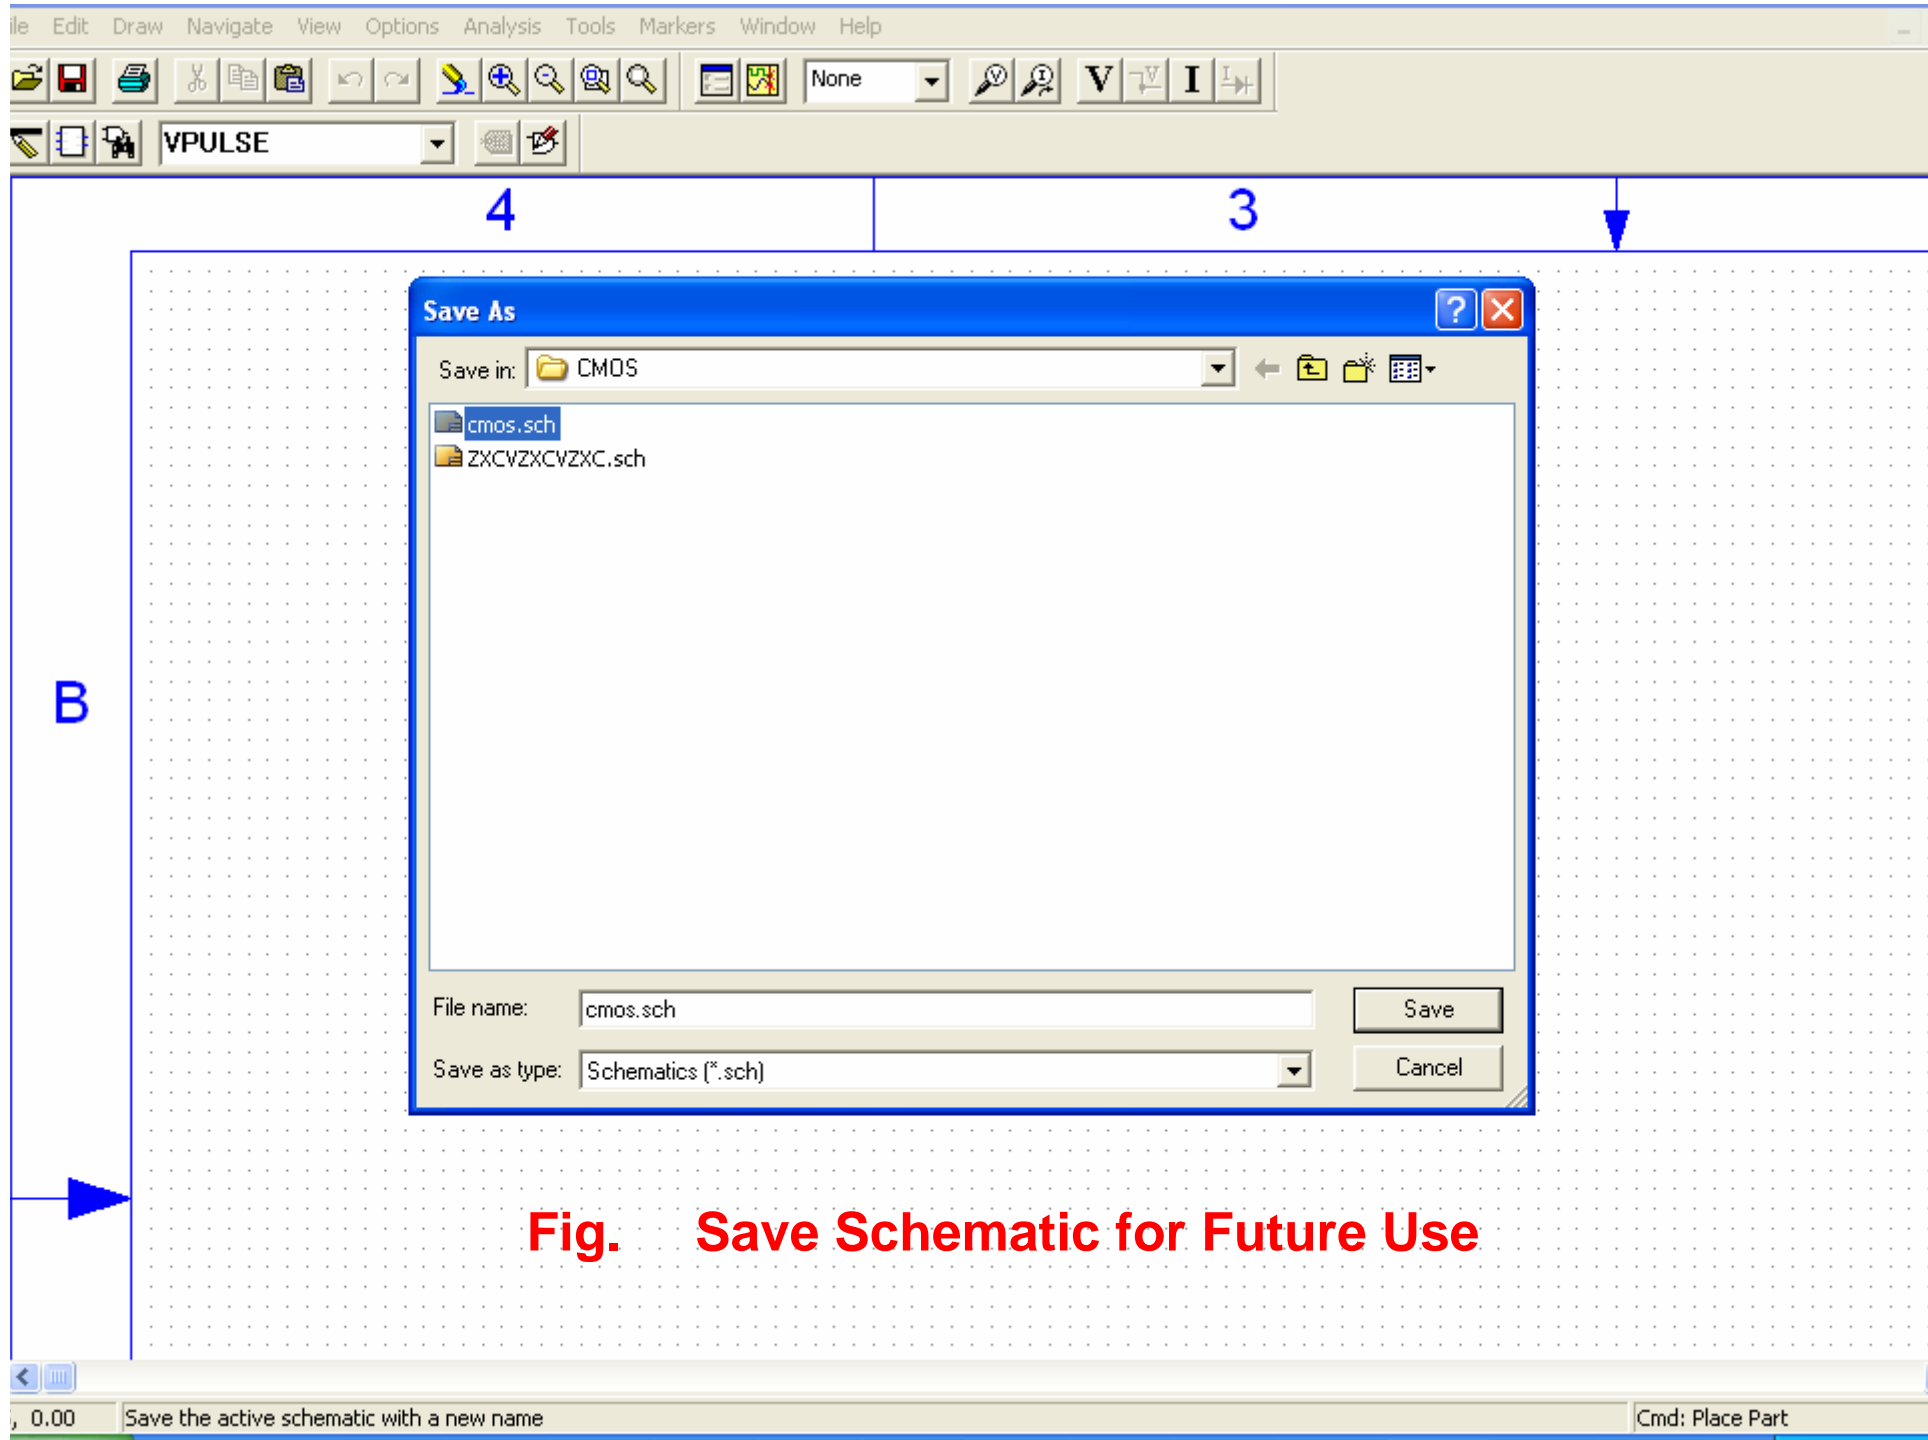 ile Edit Draw Navigate View Options Analysis Tools Markers Window Help
None V I V V I I
VPULSE
4 3
Save As
Save in: CMOS
cmos.sch
ZXCVZXCVZXC.sch
B
File name: cmos.sch Save
Save as type: Schematics (*.sch) Cancel
Fig. Save Schematic for Future Use
, 0.00 Save the active schematic with a new name Cmd: Place Part